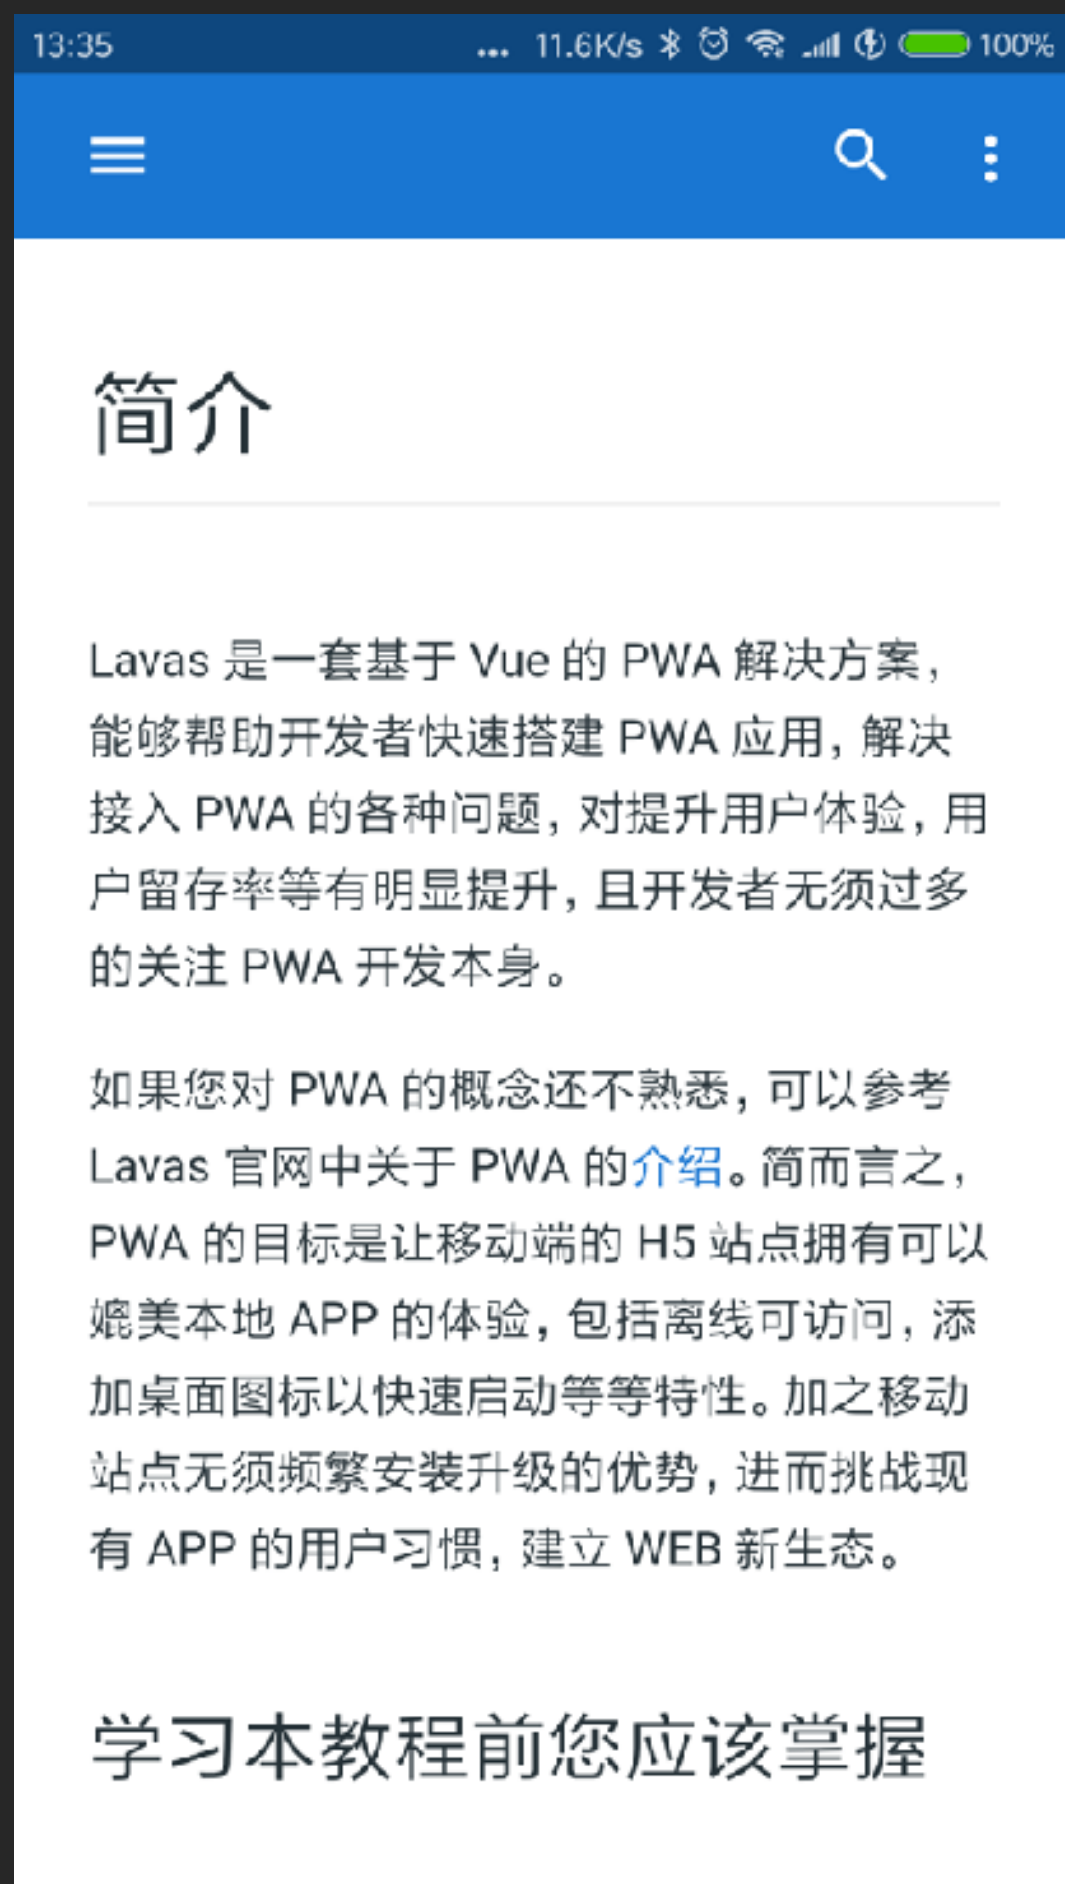 13:35 ... 11.6K/s 100%
简介
Lavas 是一套基于 Vue 的 PWA 解决方案，
能够帮助开发者快速搭建 PWA 应用，解决
接入 PWA 的各种问题，对提升用户体验，用
户留存率等有明显提升，且开发者无须过多
的关注 PWA 开发本身。
如果您对 PWA 的概念还不熟悉，可以参考
Lavas 官网中关于 PWA 的介绍。简而言之，
PWA 的目标是让移动端的 H5 站点拥有可以
媲美本地 APP 的体验，包括离线可访问，添
加桌面图标以快速启动等等特性。加之移动
站点无须频繁安装升级的优势，进而挑战现
有 APP 的用户习惯，建立 WEB 新生态。
学习本教程前您应该掌握